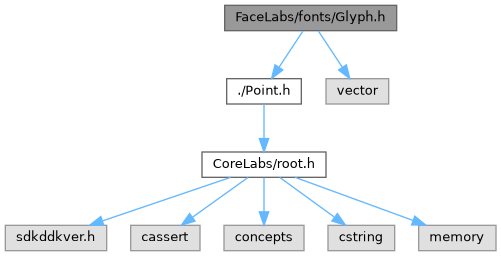 FaceLabs/fonts/Glyph.h
./Point.h
vector
CoreLabs/root.h
sdkddkver.h
cassert
concepts
cstring
memory